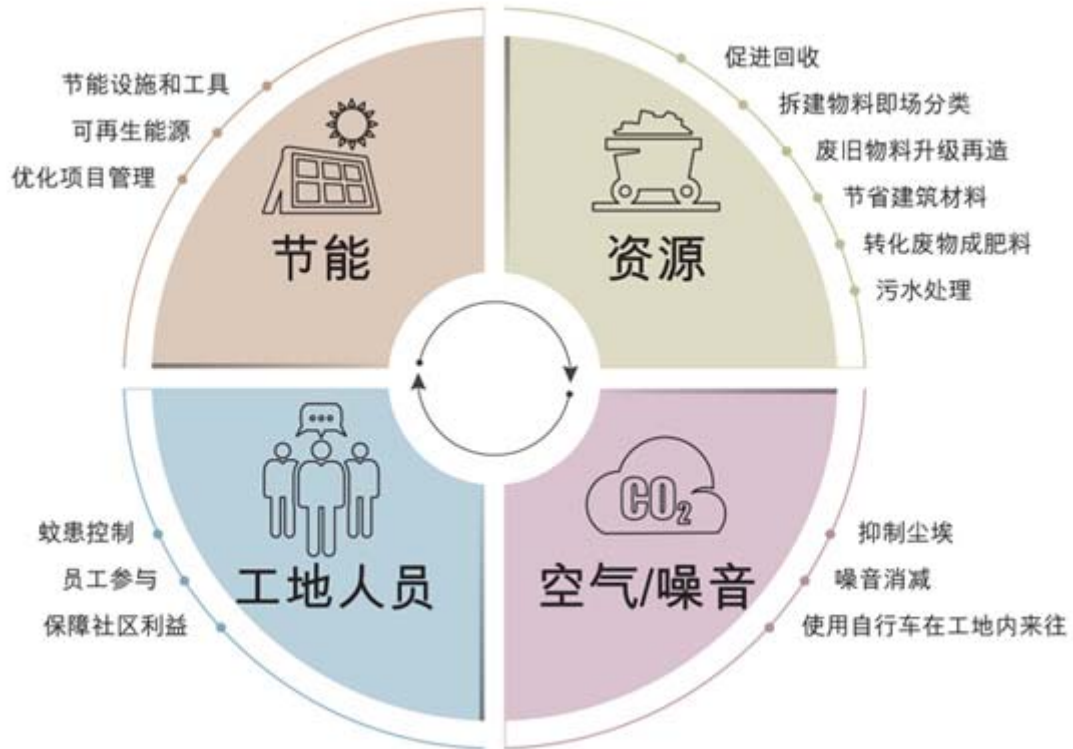 节能设施和工具
可再生能源
优化项目管理
节能
促进回收
拆建物料即场分类
废旧物料升级再造
节省建筑材料
转化废物成肥料
污水处理
资源
蚊患控制
员工参与
保障社区利益
工地人员
CO₂
空气/噪音
抑制尘埃
噪音消减
使用自行车在工地内来往